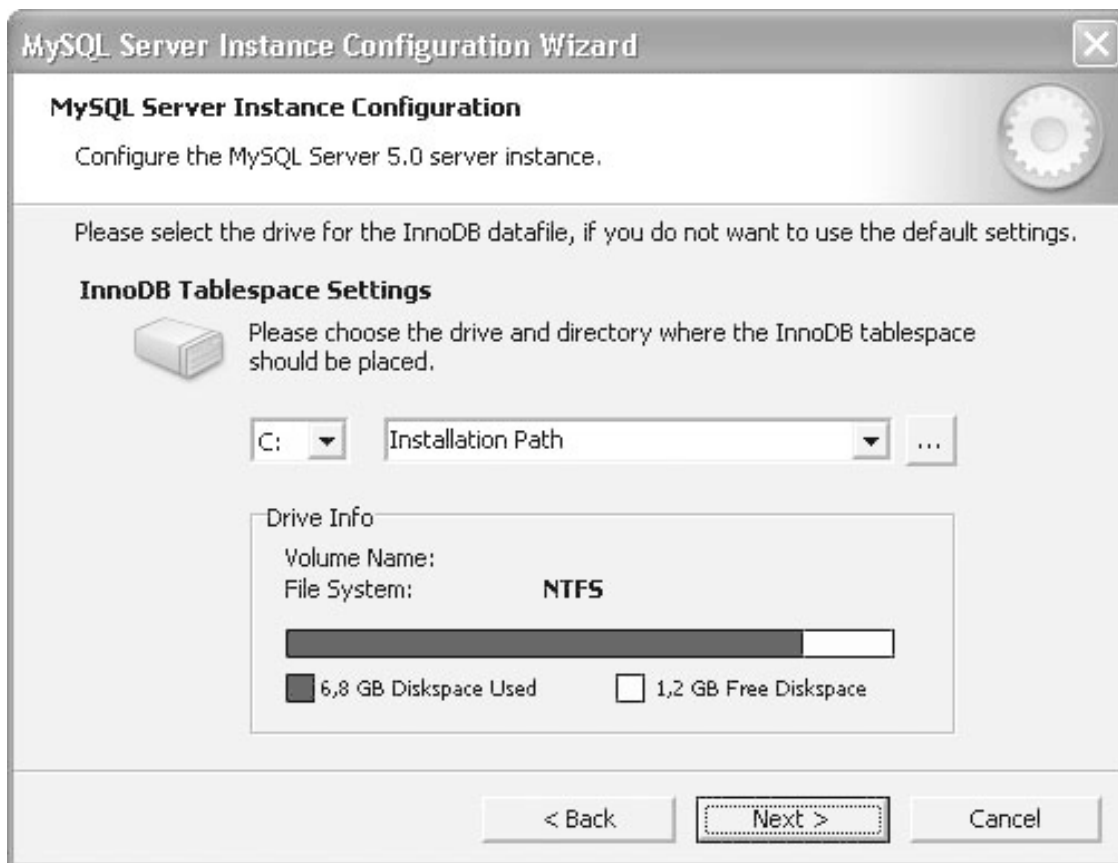 MySQL Server Instance Configuration Wizard
MySQL Server Instance Configuration
Configure the MySQL Server 5.0 server instance.
Please select the drive for the InnoDB datafile, if you do not want to use the default settings.
InnoDB Tablespace Settings
Please choose the drive and directory where the InnoDB tablespace
should be placed.
C: Installation Path ...
Drive Info
Volume Name:
File System: NTFS
6,8 GB Diskspace Used 1,2 GB Free Diskspace
< Back Next > Cancel